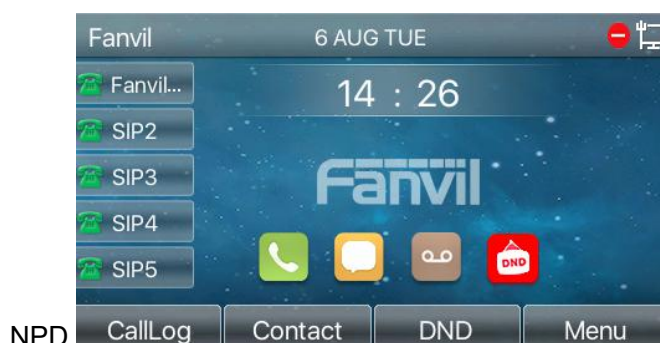 Fanvil 6 AUG TUE
Fanvil...
14 : 26
SIP2
SIP3
Fanvil
SIP4
DND
SIP5
NPD CallLog Contact DND Menu